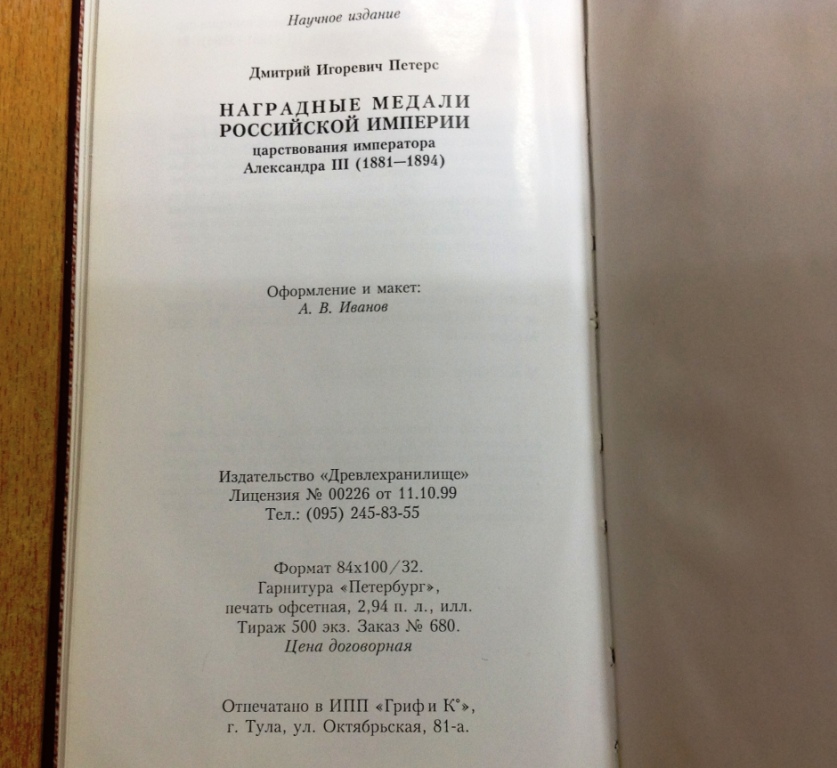 Научное издание
Дмитрий Игоревич Петерс
НАГРАДНЫЕ МЕДАЛИ
РОССИЙСКОЙ ИМПЕРИИ
царствования императора
Александра III (1881—1894)
Оформление и макет:
А. В. Иванов
Издательство «Древлехранилище»
Лицензия № 00226 от 11.10.99
Тел.: (095) 245-83-55
Формат 84х100/32.
Гарнитура «Петербург»,
печать офсетная, 2,94 п. л., илл.
Тираж 500 экз. Заказ № 680.
Цена договорная
Отпечатано в ИПП «Гриф и К°»,
г. Тула, ул. Октябрьская, 81-а.